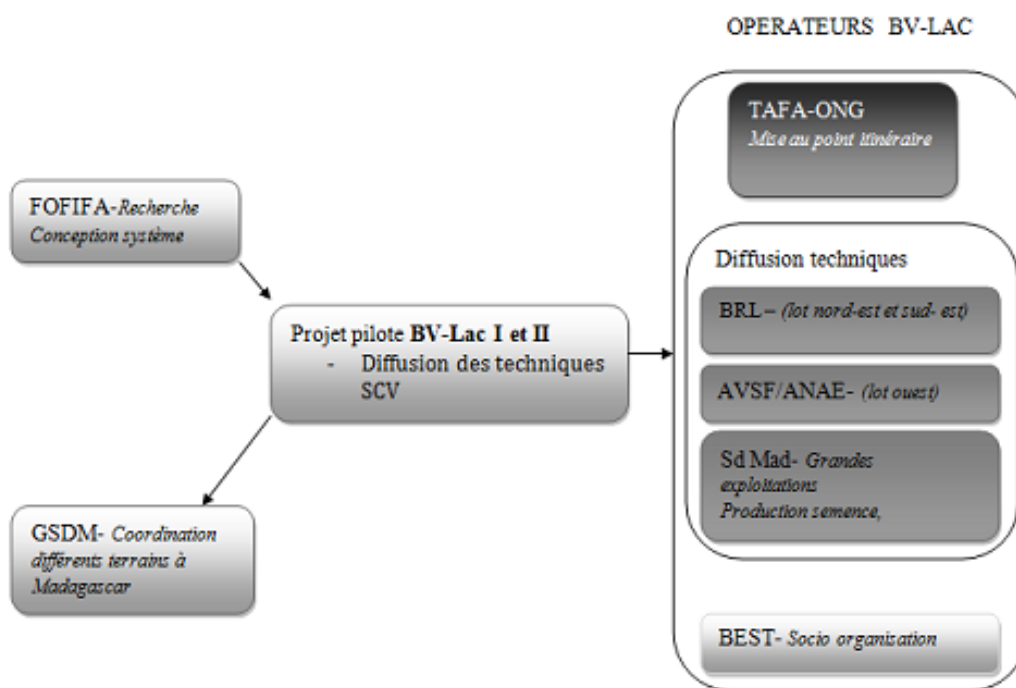 OPERATEURS BV-LAC
TAFA-ONG
Mise au point itinéraire
FOFIFA-Recherche
Conception système
Diffusion techniques
BRL– (lot nord-est et sud- est)
Projet pilote BV-Lac I et II
- Diffusion des techniques
SCV
AVSF/ANAE- (lot ouest)
Sd Mad- Grandes
exploitations
Production semence,
GSDM- Coordination
différents terrains à
Madagascar
BEST- Socio organization